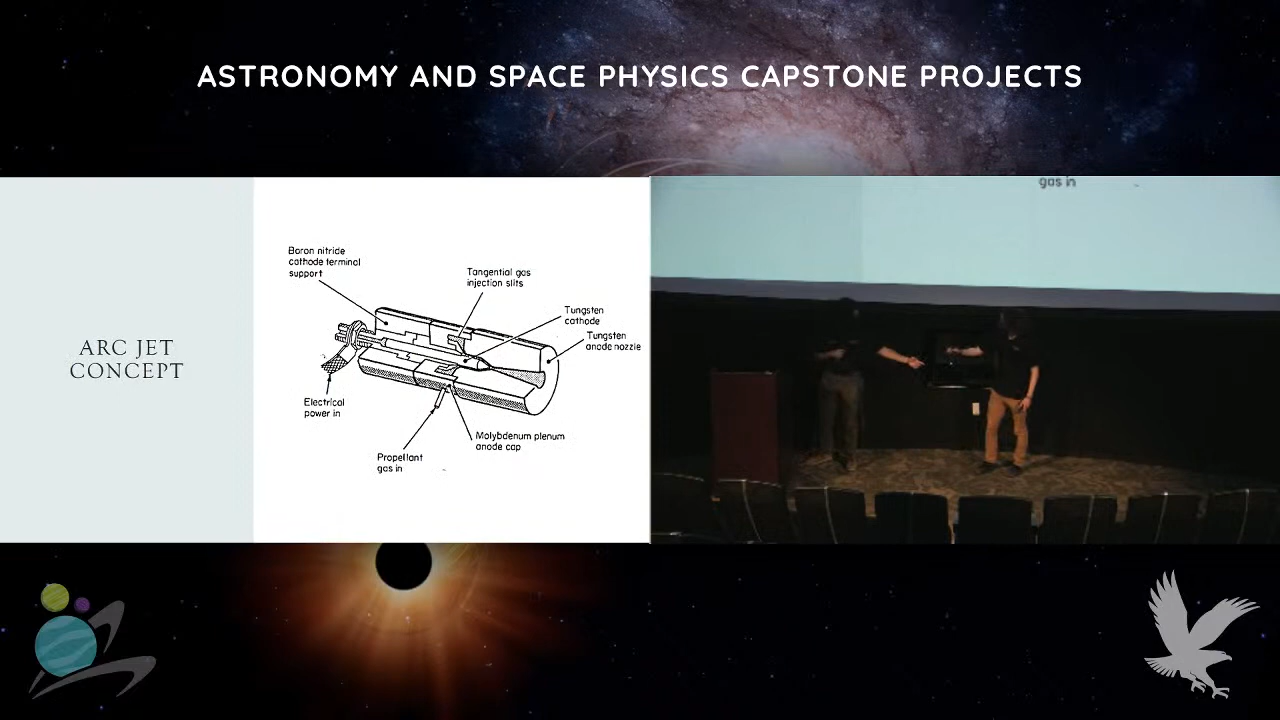 ASTRONOMY AND SPACE PHYSICS CAPSTONE PROJECTS
ARC JET
CONCEPT
Boron nitride
cathode terminal
support
Tangential gas
injection slits
Tungsten
cathode
Tungsten
anode nozzle
Electrical
power in
Molybdenum plenum
anode cap
Propellant
gas in
gas in